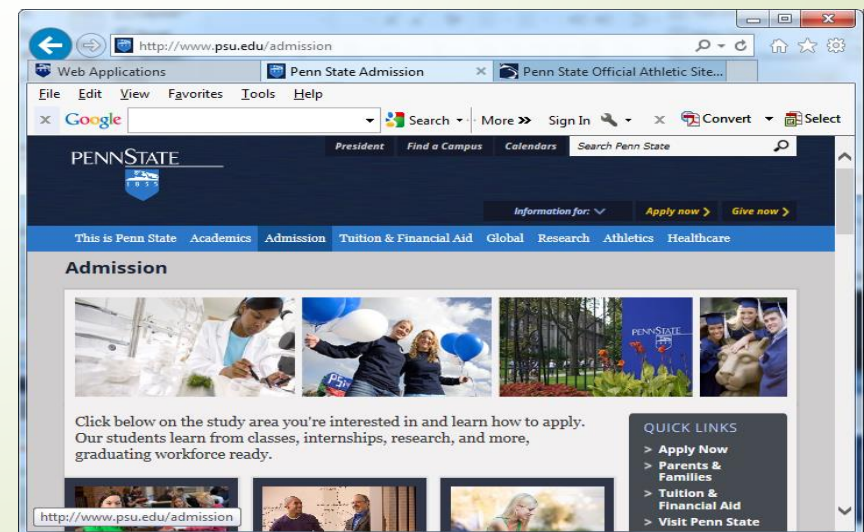 http://www.psu.edu/admission
Web Applications Penn State Admission × Penn State Official Athletic Site...
File Edit View Favorites Tools Help
× Google Search More » Sign In × Convert Select
PENNSTATE
1855
President Find a Campus Calendars Search Penn State
Information for: Apply now > Give now >
This is Penn State Academics Admission Tuition & Financial Aid Global Research Athletics Healthcare
Admission
PENNSTATE
Click below on the study area you're interested in and learn how to apply.
Our students learn from classes, internships, research, and more,
graduating workforce ready.
QUICK LINKS
> Apply Now
> Parents &
Families
> Tuition &
Financial Aid
> Visit Penn State
http://www.psu.edu/admission